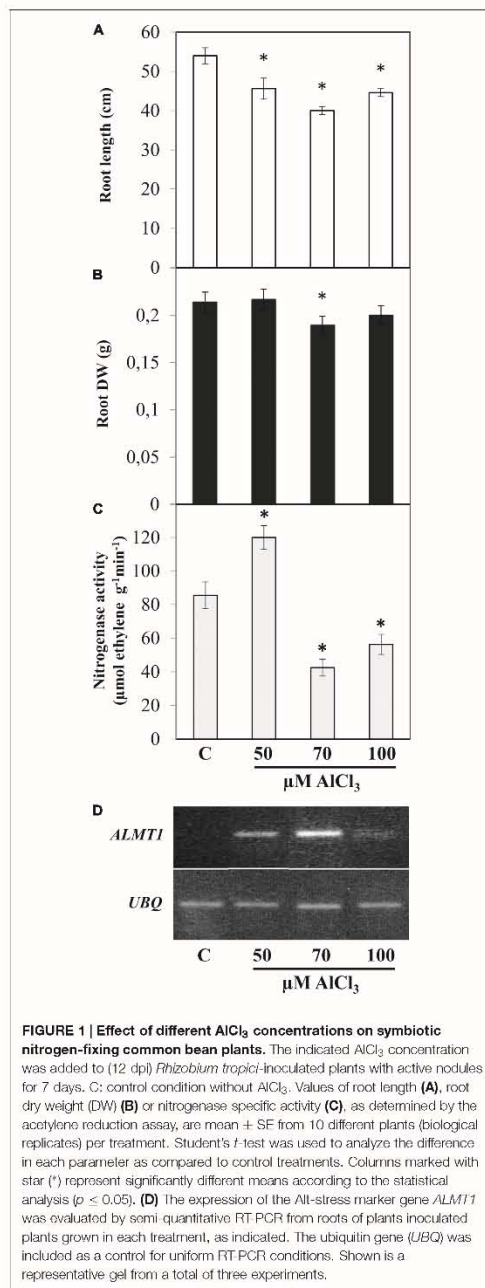 A
Root length (cm)
60
50
40
30
20
10
0
*
*
*
B
Root DW (g)
0,2
0,15
0,1
0,05
0
*
C
Nitrogenase activity
(µmol ethylene g⁻¹min⁻¹)
120
100
80
60
40
20
0
*
*
*
C 50 70 100
µM AlCl₃
D
ALMT1
UBQ
C 50 70 100
µM AlCl₃
FIGURE 1 | Effect of different AlCl₃ concentrations on symbiotic
nitrogen-fixing common bean plants. The indicated AlCl₃ concentration
was added to (12 dpi) Rhizobium tropici-inoculated plants with active nodules
for 7 days. C: control condition without AlCl₃. Values of root length (A), root
dry weight (DW) (B) or nitrogenase specific activity (C), as determined by the
acetylene reduction assay, are mean ± SE from 10 different plants (biological
replicates) per treatment. Student's t-test was used to analyze the difference
in each parameter as compared to control treatments. Columns marked with
star (*) represent significantly different means according to the statistical
analysis (p ≤ 0.05). (D) The expression of the Alt-stress marker gene ALMT1
was evaluated by semi-quantitative RT-PCR from roots of plants inoculated
plants grown in each treatment, as indicated. The ubiquitin gene (UBQ) was
included as a control for uniform RT-PCR conditions. Shown is a
representative gel from a total of three experiments.